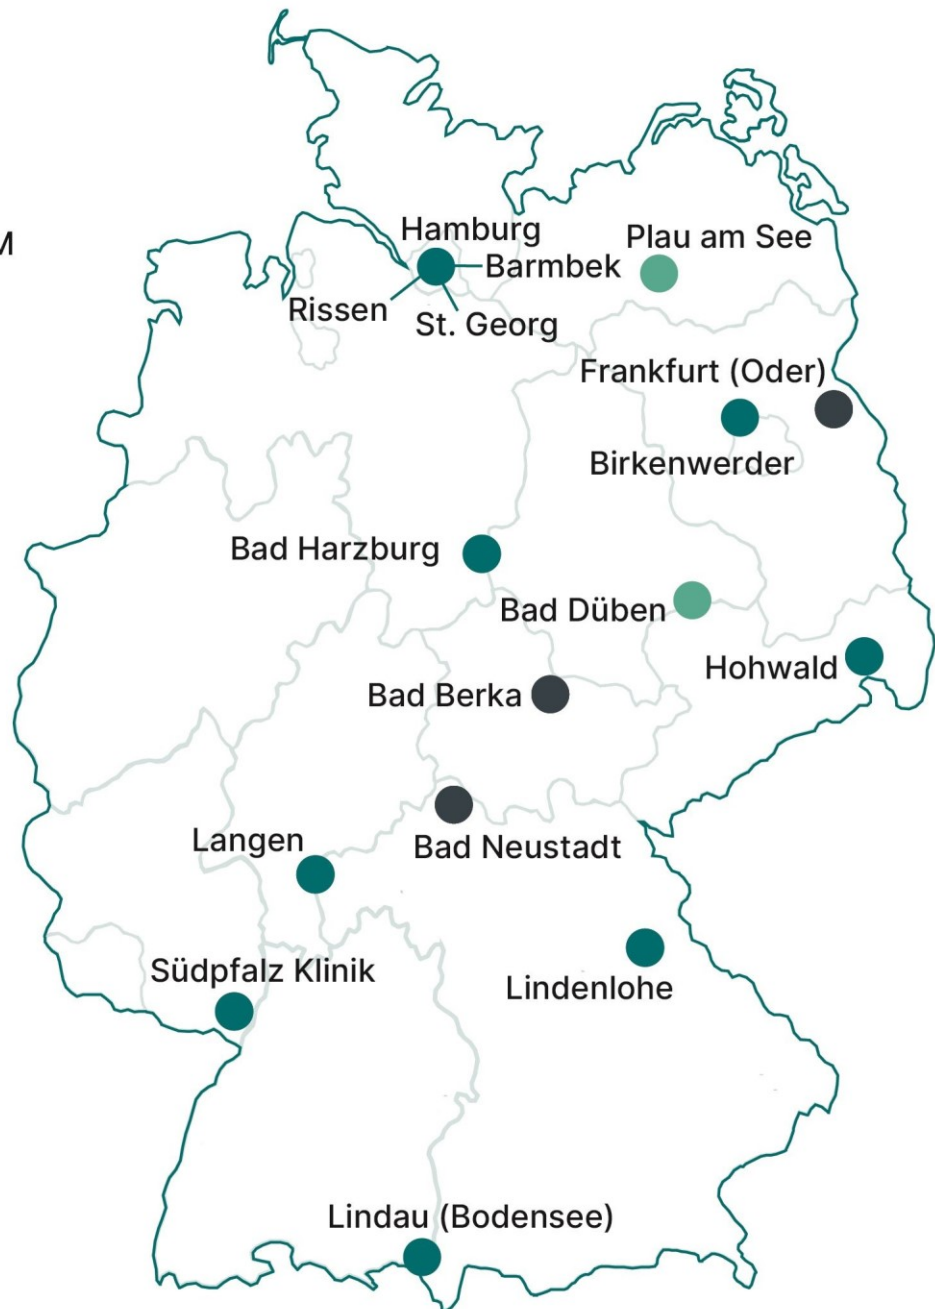 M
Hamburg
Plau am See
Barmbek
Rissen
St. Georg
Frankfurt (Oder)
Birkenwerder
Bad Harzburg
Bad Düben
Hohwald
Bad Berka
Langen
Bad Neustadt
Südpfalz Klinik
Lindenlohe
Lindau (Bodensee)